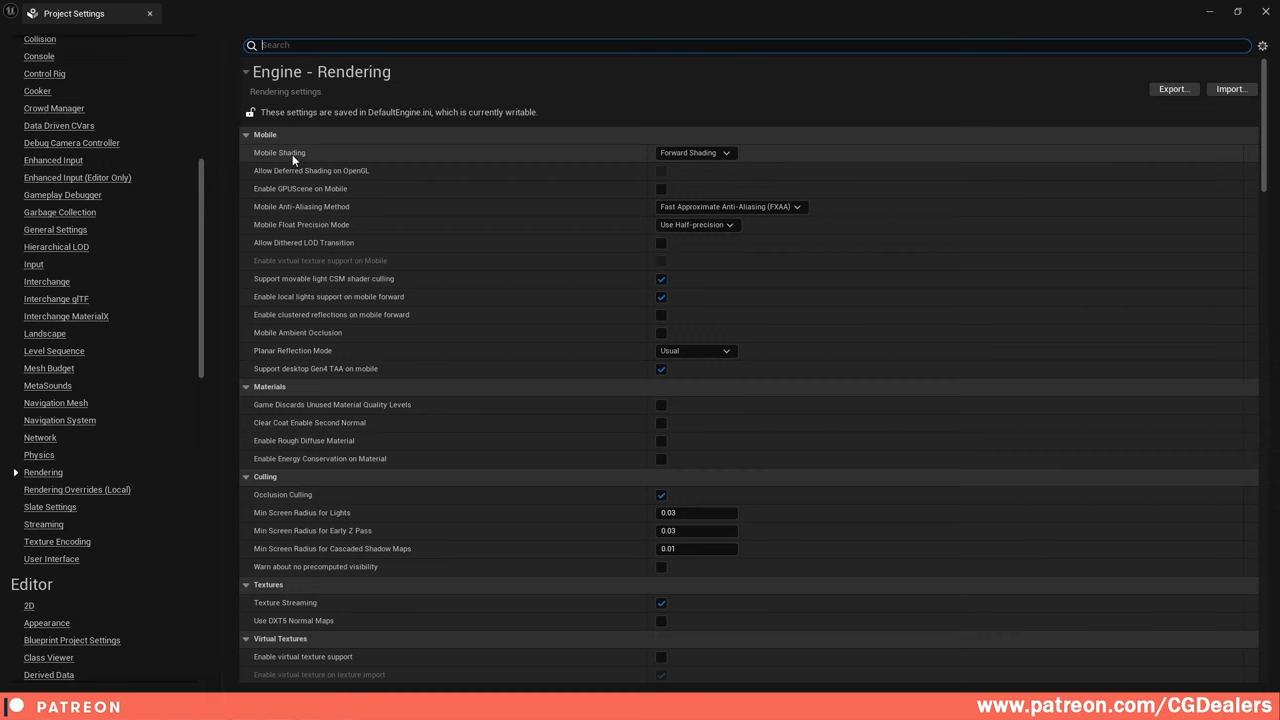 Project Settings
Collision
Console
Control Rig
Cooker
Crowd Manager
Data Driven CVars
Debug Camera Controller
Enhanced Input
Enhanced Input (Editor Only)
Gameplay Debugger
Garbage Collection
General Settings
Hierarchical LOD
Input
Interchange
Interchange glTF
Interchange MaterialX
Landscape
Level Sequence
Mesh Budget
MetaSounds
Navigation Mesh
Navigation System
Network
Physics
Rendering
Rendering Overrides (Local)
Slate Settings
Streaming
Texture Encoding
User Interface
Editor
2D
Appearance
Blueprint Project Settings
Class Viewer
Derived Data
Search
Engine - Rendering
Rendering settings.
Export... Import...
These settings are saved in DefaultEngine.ini, which is currently writable.
Mobile
Mobile Shading Forward Shading
Allow Deferred Shading on OpenGL
Enable GPUScene on Mobile
Mobile Anti-Aliasing Method Fast Approximate Anti-Aliasing (FXAA)
Mobile Float Precision Mode Use Half-precision
Allow Dithered LOD Transition
Enable virtual texture support on Mobile
Support movable light CSM shader culling
Enable local lights support on mobile forward
Enable clustered reflections on mobile forward
Mobile Ambient Occlusion
Planar Reflection Mode Usual
Support desktop Gen4 TAA on mobile
Materials
Game Discards Unused Material Quality Levels
Clear Coat Enable Second Normal
Enable Rough Diffuse Material
Enable Energy Conservation on Material
Culling
Occlusion Culling
Min Screen Radius for Lights 0.03
Min Screen Radius for Early Z Pass 0.03
Min Screen Radius for Cascaded Shadow Maps 0.01
Warn about no precomputed visibility
Textures
Texture Streaming
Use DXT5 Normal Maps
Virtual Textures
Enable virtual texture support
Enable virtual texture on texture import
PATREON www.patreon.com/CGDealers